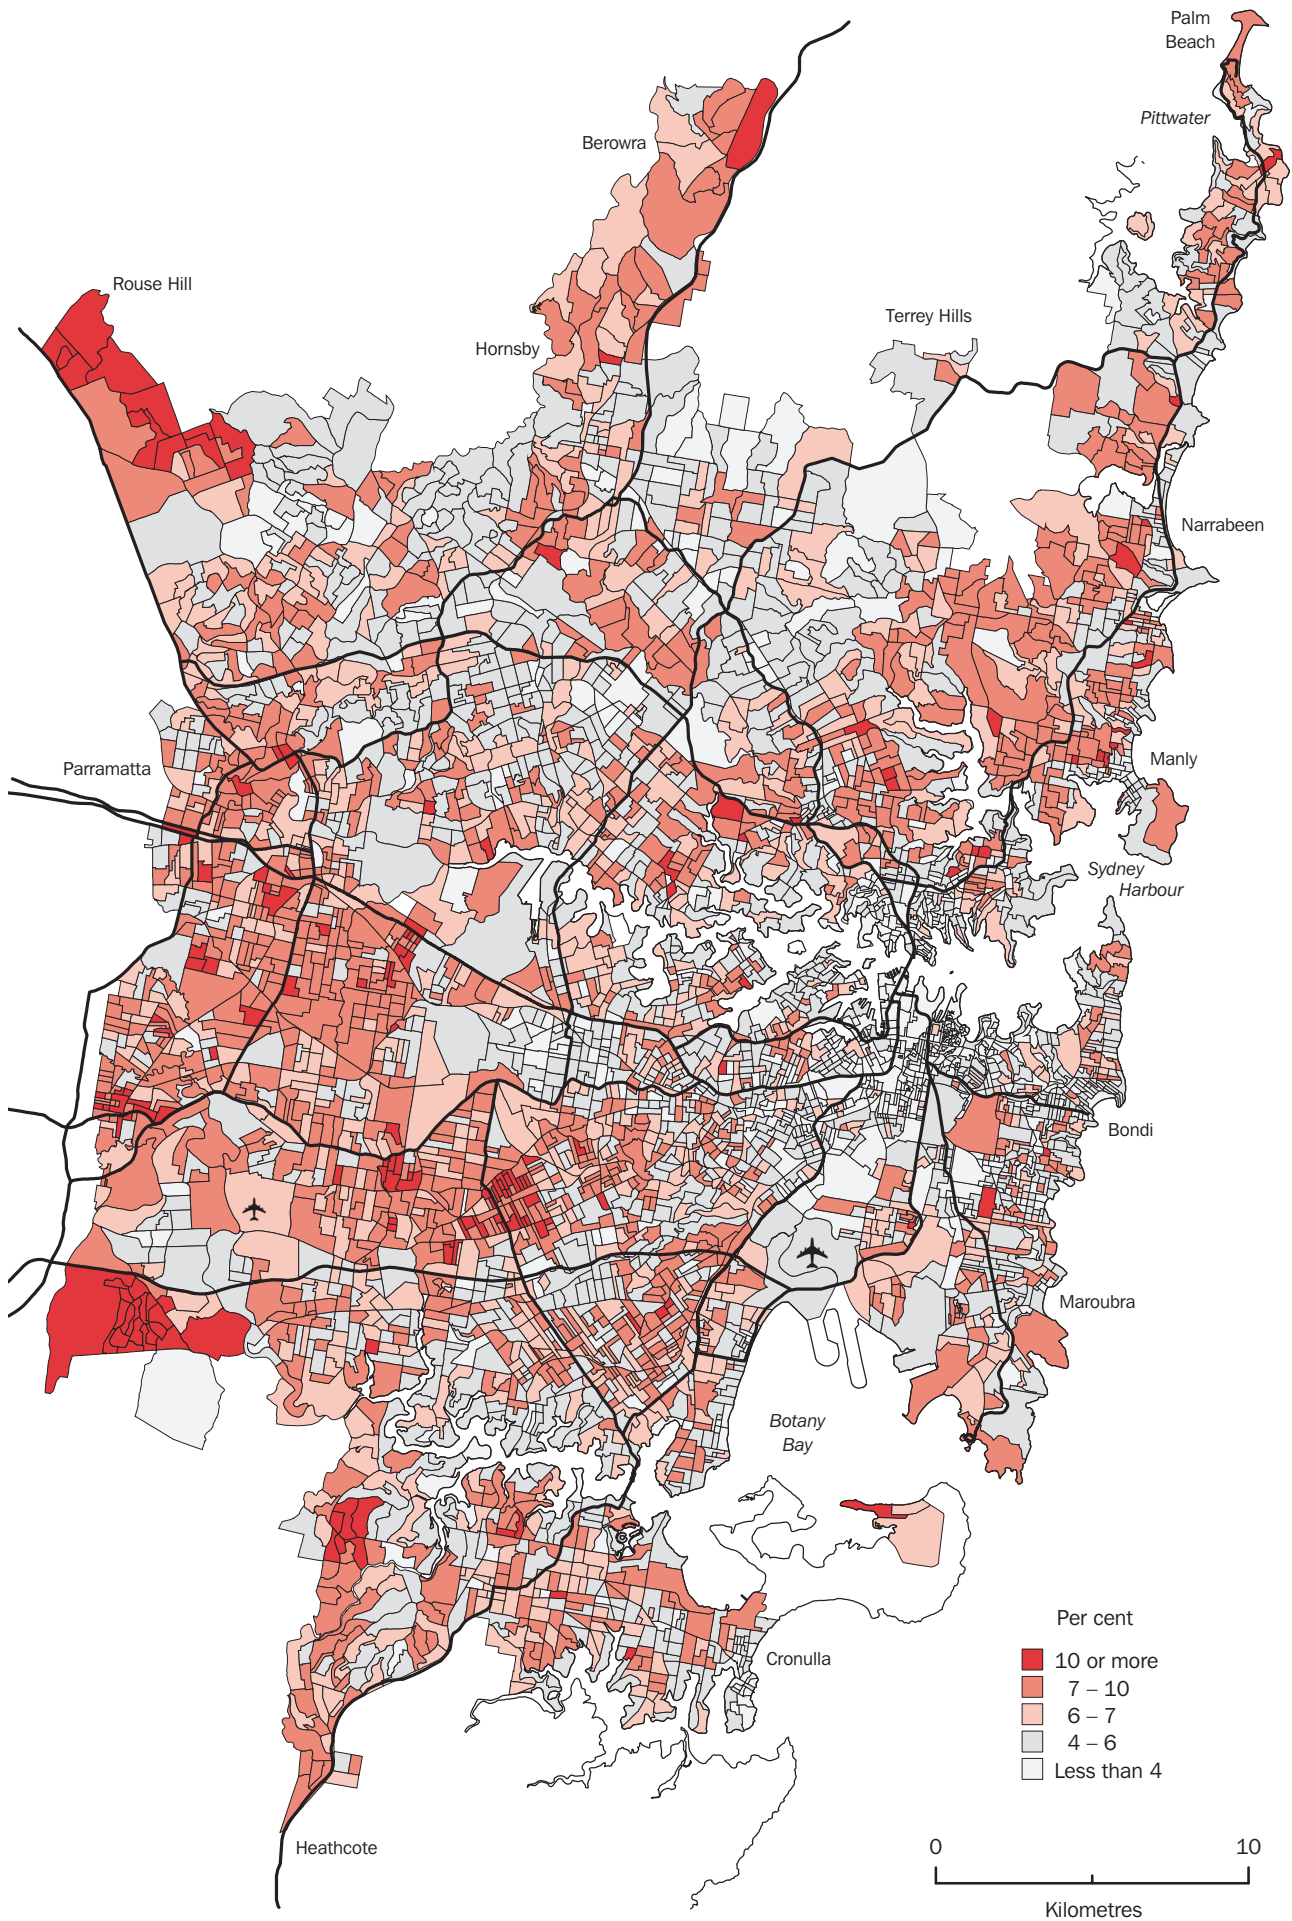 Palm
Beach
Pittwater
Berowra
Rouse Hill
Terrey Hills
Hornsby
Narrabeen
Manly
Parramatta
Sydney
Harbour
Bondi
Maroubra
Botany
Bay
Cronulla
Heathcote
Per cent
10 or more
7 – 10
6 – 7
4 – 6
Less than 4
0 10
Kilometres